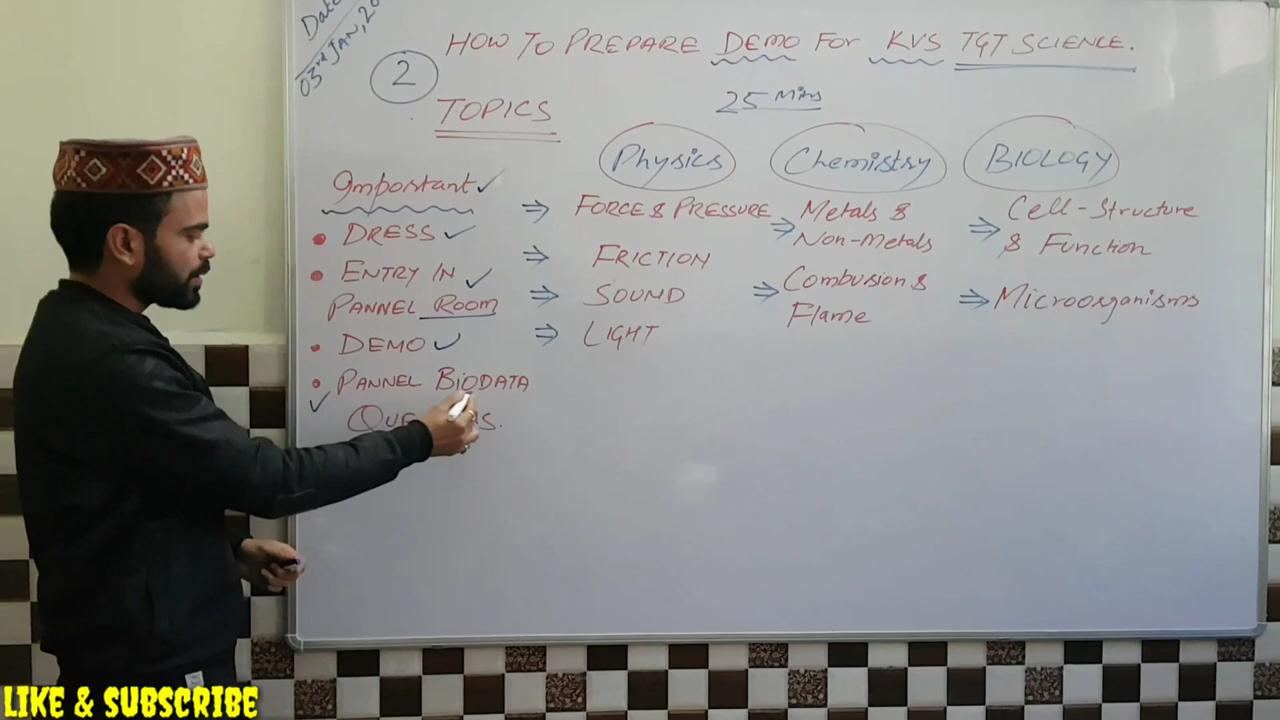 Date
03rd JAN, 20
HOW TO PREPARE DEMO FOR KVS TGT SCIENCE.
2
25 MINS
TOPICS
Important
• DRESS
• ENTRY IN
PANNEL ROOM
• DEMO
• PANNEL BIODATA
Physics
⇒ FORCE & PRESSURE
⇒ FRICTION
⇒ SOUND
⇒ LIGHT
Chemistry
⇒ Metals &
Non-Metals
⇒ Combusion &
Flame
BIOLOGY
⇒ Cell-Structure
& Function
⇒ Microorganisms
LIKE & SUBSCRIBE